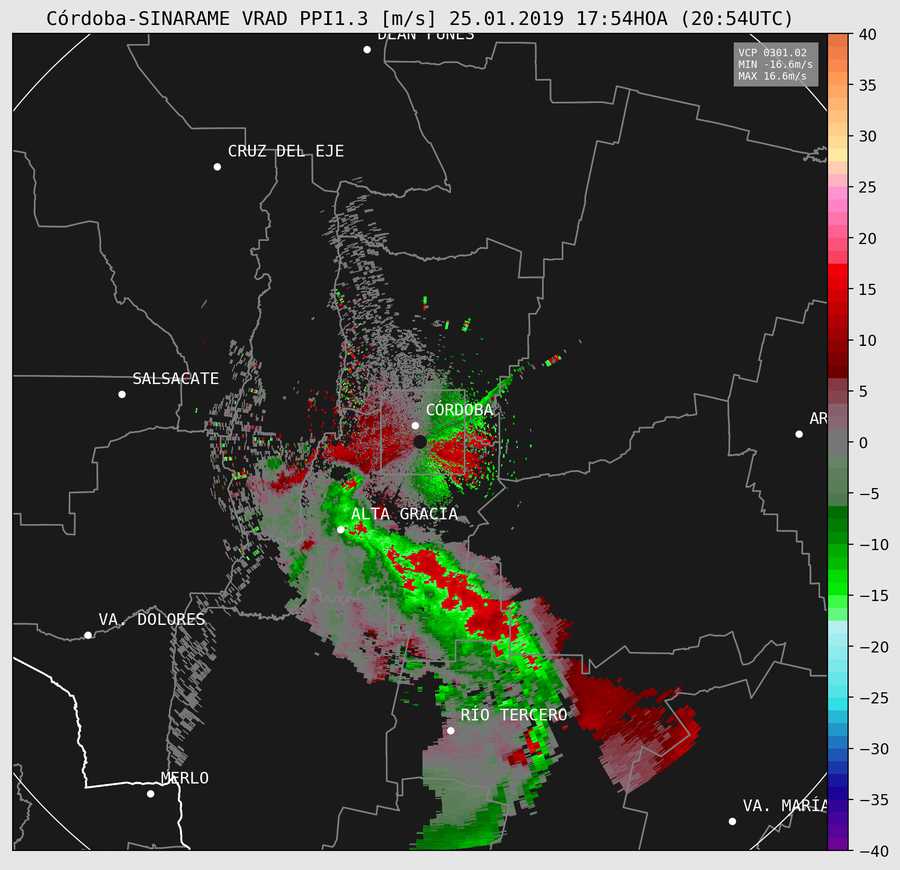 Córdoba-SINARAME VRAD PPI1.3 [m/s] 25.01.2019 17:54HOA (20:54UTC)
DEAN FUNES
VCP 0301.02
MIN -16.6m/s
MAX 16.6m/s
CRUZ DEL EJE
SALSACATE
CÓRDOBA
AR
ALTA GRACIA
VA. DOLORES
RÍO TERCERO
MERLO
VA. MARÍA
40
35
30
25
20
15
10
5
0
−5
−10
−15
−20
−25
−30
−35
−40